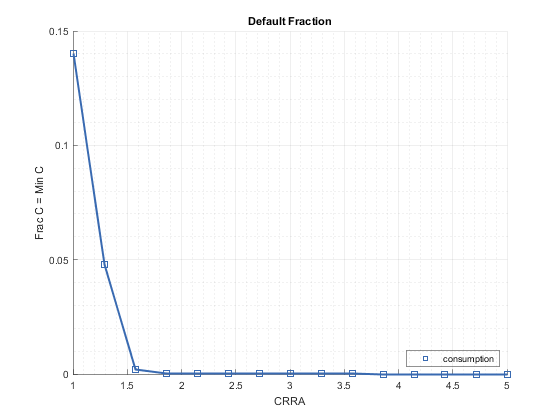 Default Fraction
0.15
0.1
0.05
0
Frac C = Min C
consumption
1 1.5 2 2.5 3 3.5 4 4.5 5
CRRA